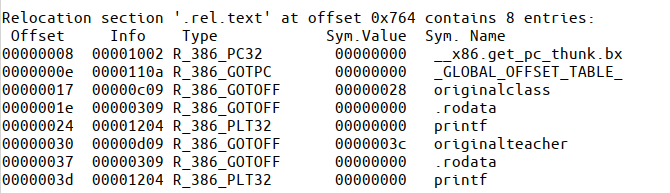 Relocation section '.rel.text' at offset 0x764 contains 8 entries:
Offset Info Type Sym.Value Sym. Name
00000008 00001002 R_386_PC32 00000000 __x86.get_pc_thunk.bx
0000000e 0000110a R_386_GOTPC 00000000 _GLOBAL_OFFSET_TABLE_
00000017 00000c09 R_386_GOTOFF 00000028 originalclass
0000001e 00000309 R_386_GOTOFF 00000000 .rodata
00000024 00001204 R_386_PLT32 00000000 printf
00000030 00000d09 R_386_GOTOFF 0000003c originalteacher
00000037 00000309 R_386_GOTOFF 00000000 .rodata
0000003d 00001204 R_386_PLT32 00000000 printf